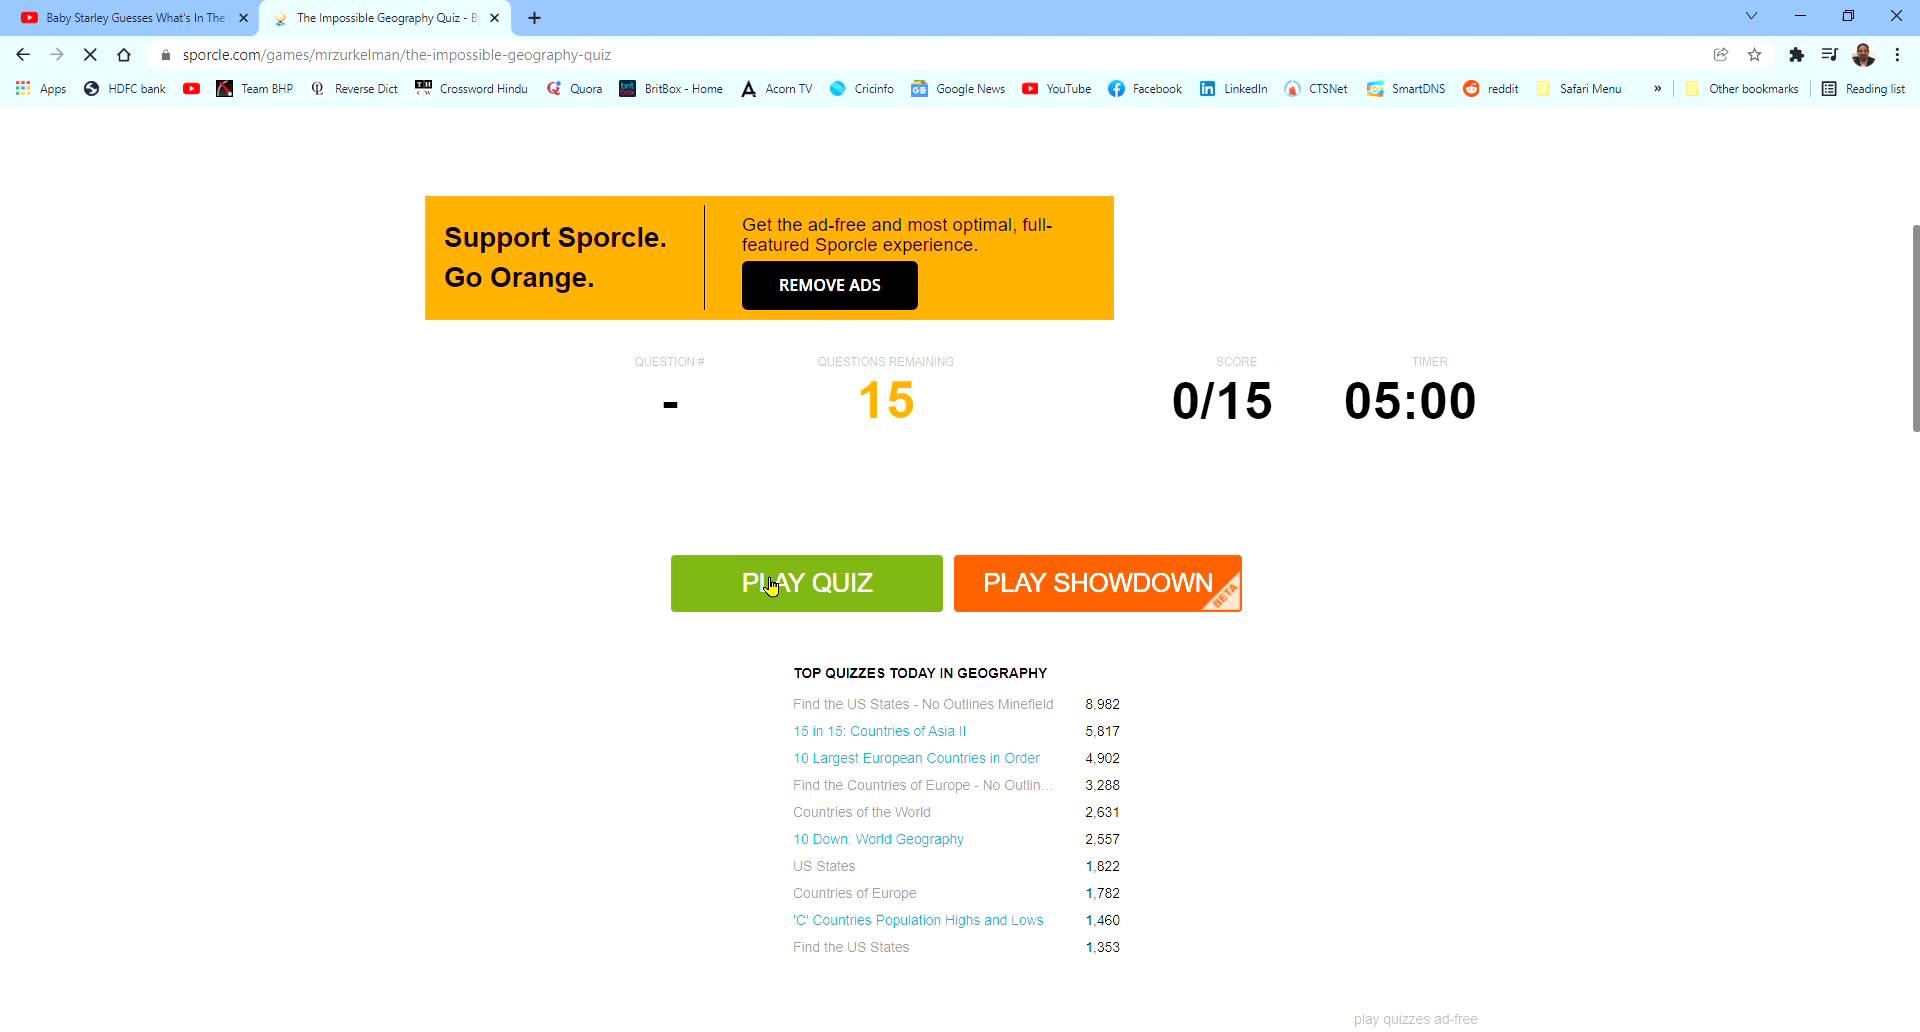 Baby Starley Guesses What's In The
The Impossible Geography Quiz - B
sporcle.com/games/mrzurkelman/the-impossible-geography-quiz
Apps HDFC bank Team BHP Reverse Dict Crossword Hindu Quora BritBox - Home Acorn TV Cricinfo Google News YouTube Facebook LinkedIn CTSNet SmartDNS reddit Safari Menu » Other bookmarks Reading list
Support Sporcle.
Go Orange.
Get the ad-free and most optimal, full-
featured Sporcle experience.
REMOVE ADS
QUESTION # QUESTIONS REMAINING SCORE TIMER
- 15 0/15 05:00
PLAY QUIZ PLAY SHOWDOWN BETA
TOP QUIZZES TODAY IN GEOGRAPHY
Find the US States - No Outlines Minefield 8,982
15 in 15: Countries of Asia II 5,817
10 Largest European Countries in Order 4,902
Find the Countries of Europe - No Outlin... 3,288
Countries of the World 2,631
10 Down: World Geography 2,557
US States 1,822
Countries of Europe 1,782
'C' Countries Population Highs and Lows 1,460
Find the US States 1,353
play quizzes ad-free